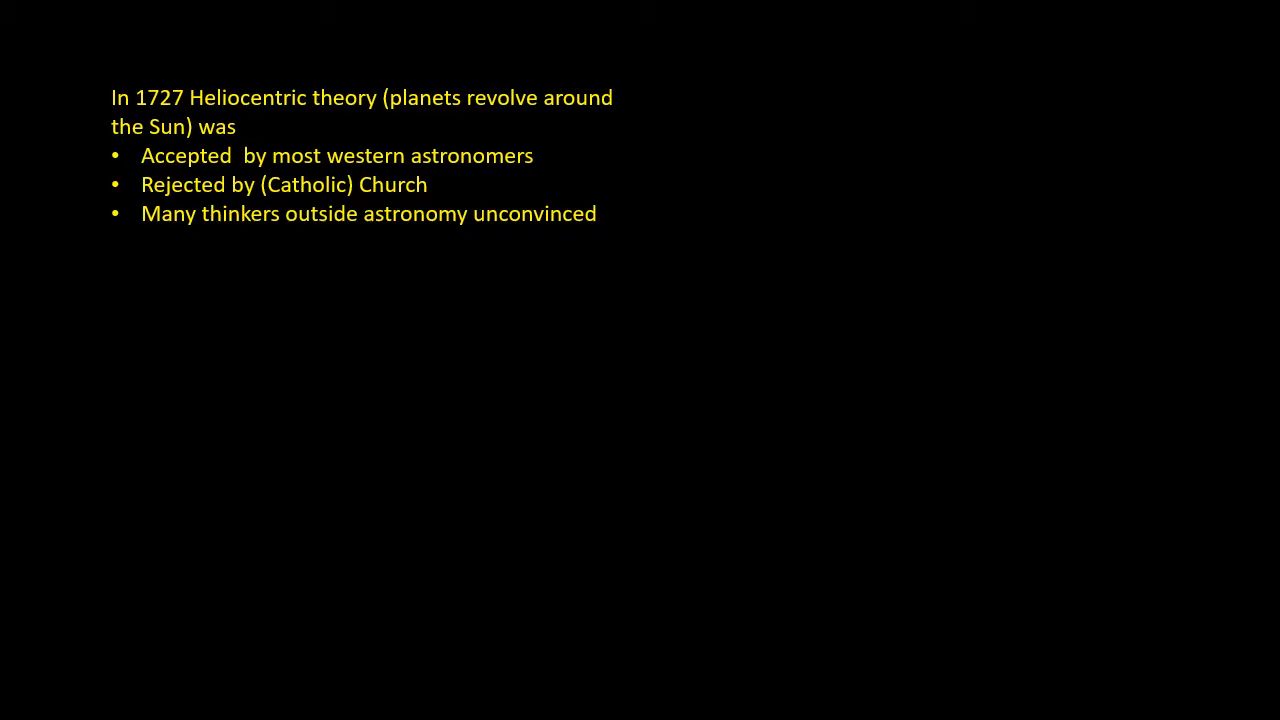 In 1727 Heliocentric theory (planets revolve around
the Sun) was
• Accepted  by most western astronomers
• Rejected by (Catholic) Church
• Many thinkers outside astronomy unconvinced